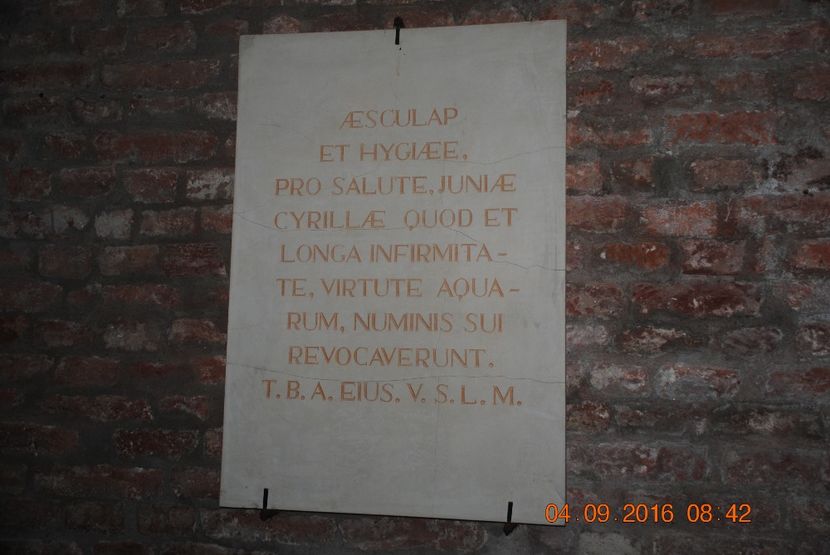 ÆSCULAP
ET HYGIÆE,
PRO SALUTE, JUNIÆ
CYRILLÆ QUOD ET
LONGA INFIRMITA-
TE, VIRTUTE AQUA-
RUM, NUMINIS SUI
REVOCAVERUNT.
T. B. A. EIUS. V. S. L. M.
04.09.2016 08:42